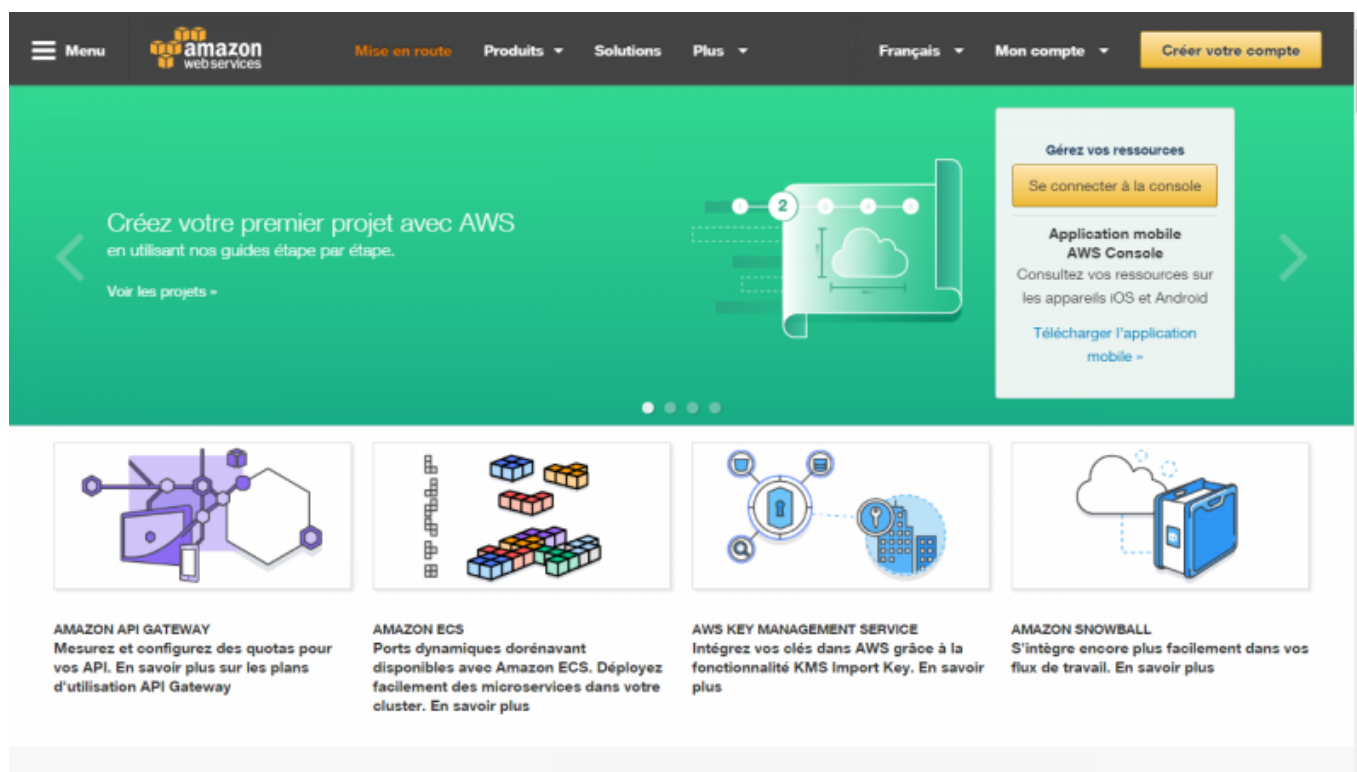 Menu
amazon
webservices
Mise en route
Produits
Solutions
Plus
Français
Mon compte
Créer votre compte
Créez votre premier projet avec AWS
en utilisant nos guides étape par étape.
Voir les projets »
2
Gérez vos ressources
Se connecter à la console
Application mobile
AWS Console
Consultez vos ressources sur
les appareils iOS et Android
Télécharger l'application
mobile »
AMAZON API GATEWAY
Mesurez et configurez des quotas pour
vos API. En savoir plus sur les plans
d'utilisation API Gateway
AMAZON ECS
Ports dynamiques dorénavant
disponibles avec Amazon ECS. Déployez
facilement des microservices dans votre
cluster. En savoir plus
AWS KEY MANAGEMENT SERVICE
Intégrez vos clés dans AWS grâce à la
fonctionnalité KMS Import Key. En savoir
plus
AMAZON SNOWBALL
S'intègre encore plus facilement dans vos
flux de travail. En savoir plus